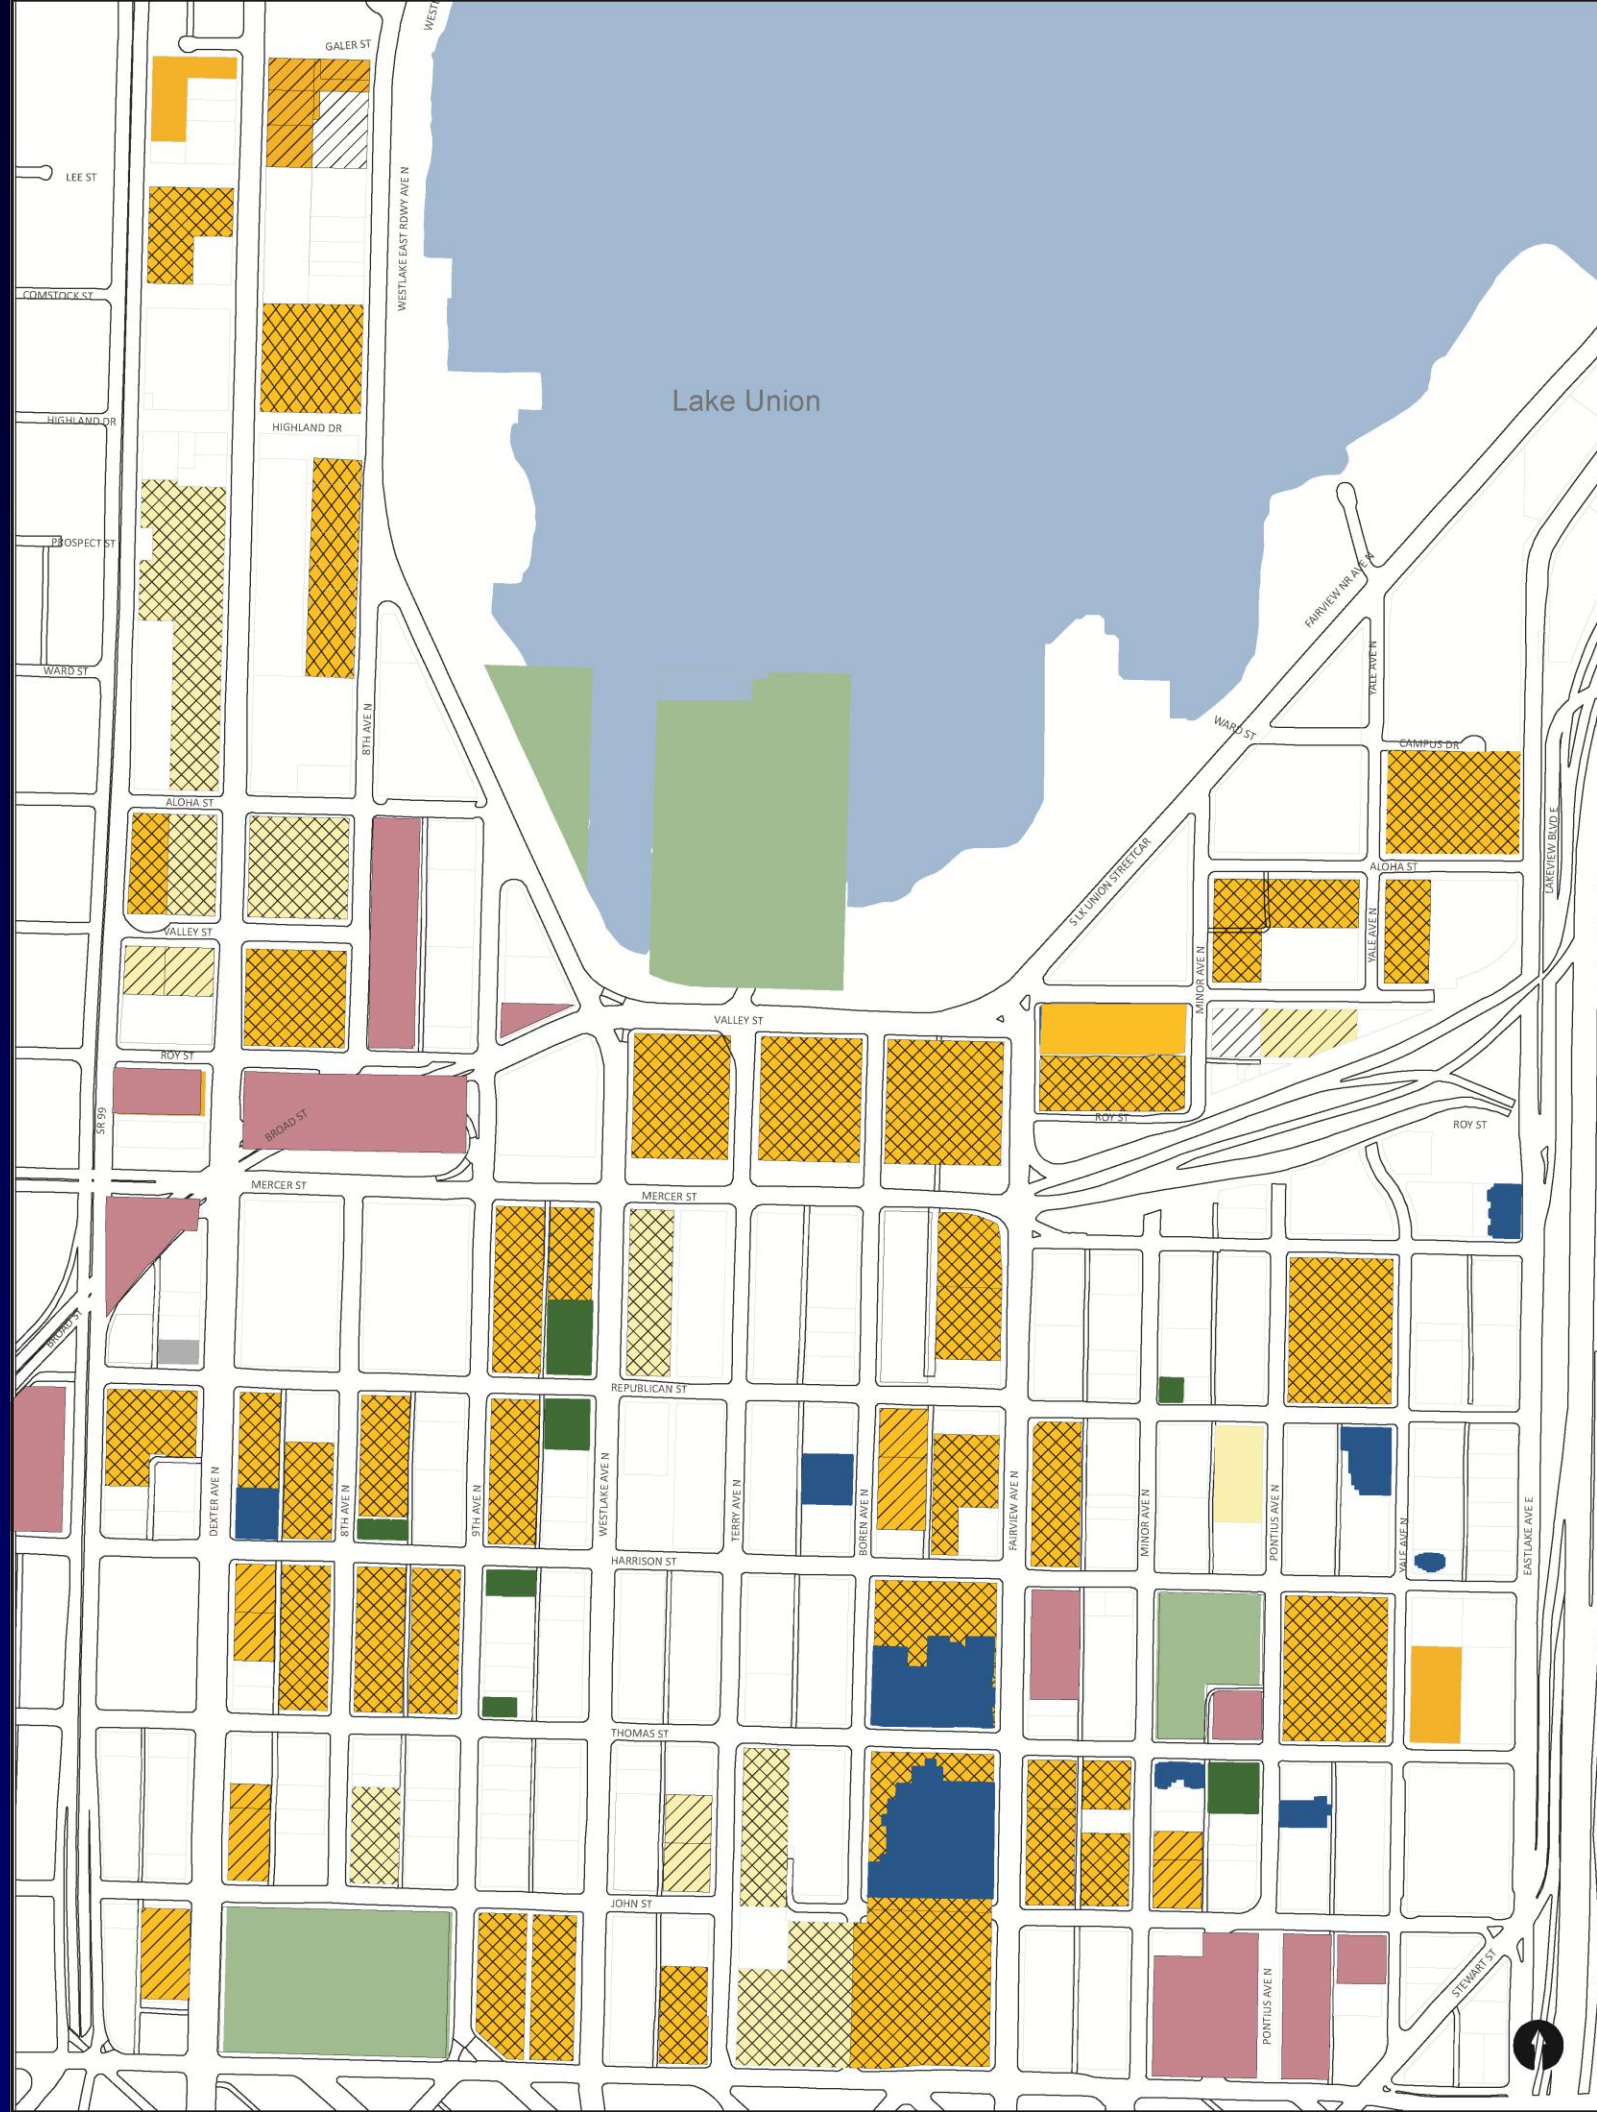 GALER ST
LEE ST
WESTLAKE EAST RDWY AVE N
COMSTOCK ST
Lake Union
HIGHLAND DR
HIGHLAND DR
PROSPECT ST
FAIRVIEW NR AVE N
WARD ST
YALE AVE N
8TH AVE N
WARD ST
CAMPUS DR
ALOHA ST
LAKEVIEW BLVD E
S LK UNION STREETCAR
ALOHA ST
VALLEY ST
YALE AVE N
MINOR AVE N
VALLEY ST
ROY ST
SR 99
BROAD ST
ROY ST
ROY ST
MERCER ST
MERCER ST
BROAD ST
REPUBLICAN ST
DEXTER AVE N
8TH AVE N
9TH AVE N
WESTLAKE AVE N
TERRY AVE N
BOREN AVE N
FAIRVIEW AVE N
MINOR AVE N
PONTIUS AVE N
YALE AVE N
EASTLAKE AVE E
HARRISON ST
THOMAS ST
JOHN ST
STEWART ST
PONTIUS AVE N